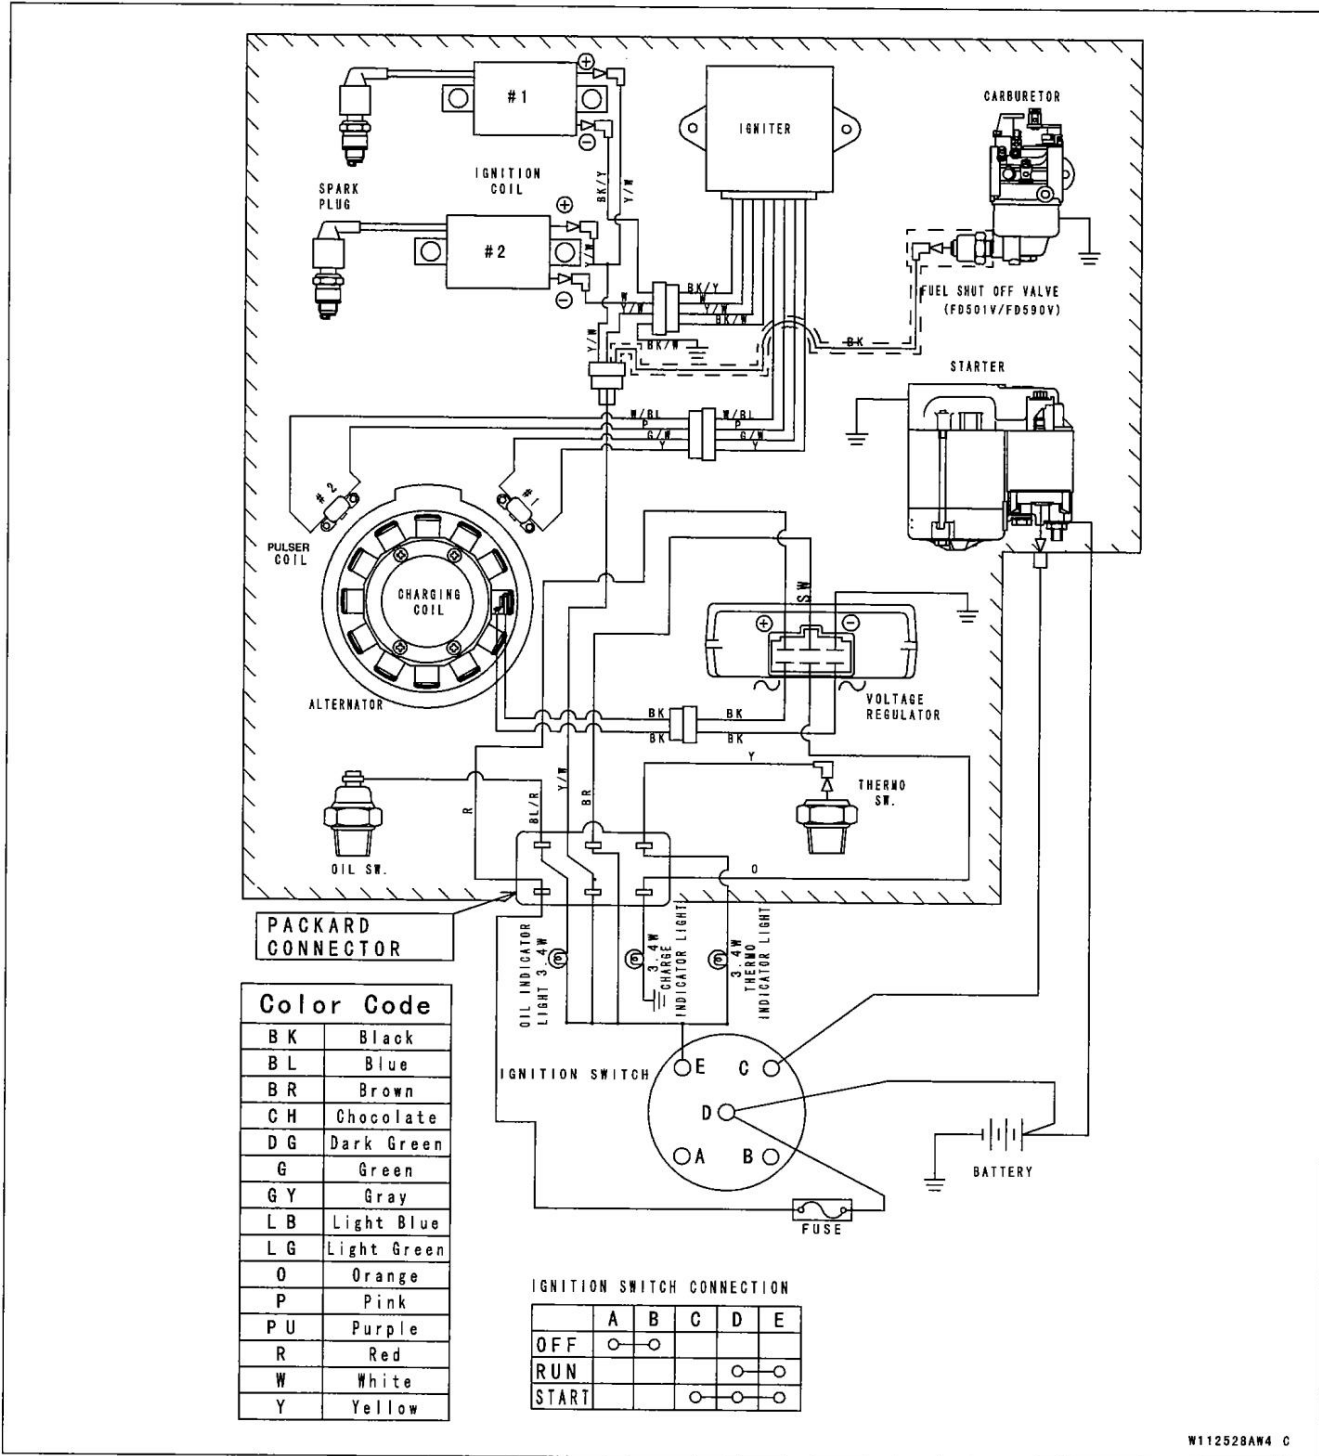 #1
⊕
⊖
IGNITER
CARBURETOR
IGNITION
COIL
SPARK
PLUG
BK/Y
Y/W
#2
⊕
⊖
Y/W
W
Y/W
BK/Y
W
Y/W
BK/W
BK/W
Y/W
FUEL SHUT OFF VALVE
(FD501V/FD590V)
BK
STARTER
W/BL
P
G/W
Y
W/BL
P
G/W
Y
#2
#1
PULSER
COIL
CHARGING
COIL
ALTERNATOR
SW
⊕
⊖
VOLTAGE
REGULATOR
BK
BK
BK
BK
Y
THERMO
SW.
R
BL/R
Y/W
BR
OIL SW.
O
PACKARD
CONNECTOR
OIL INDICATOR
LIGHT 3.4W
3.4W
CHARGE
INDICATOR LIGHT
3.4W
THERMO
INDICATOR LIGHT
IGNITION SWITCH
E
C
D
A
B
BATTERY
FUSE
Color Code
BK Black
BL Blue
BR Brown
CH Chocolate
DG Dark Green
G Green
GY Gray
LB Light Blue
LG Light Green
O Orange
P Pink
PU Purple
R Red
W White
Y Yellow
IGNITION SWITCH CONNECTION
A B C D E
OFF
RUN
START
W112528AW4 C